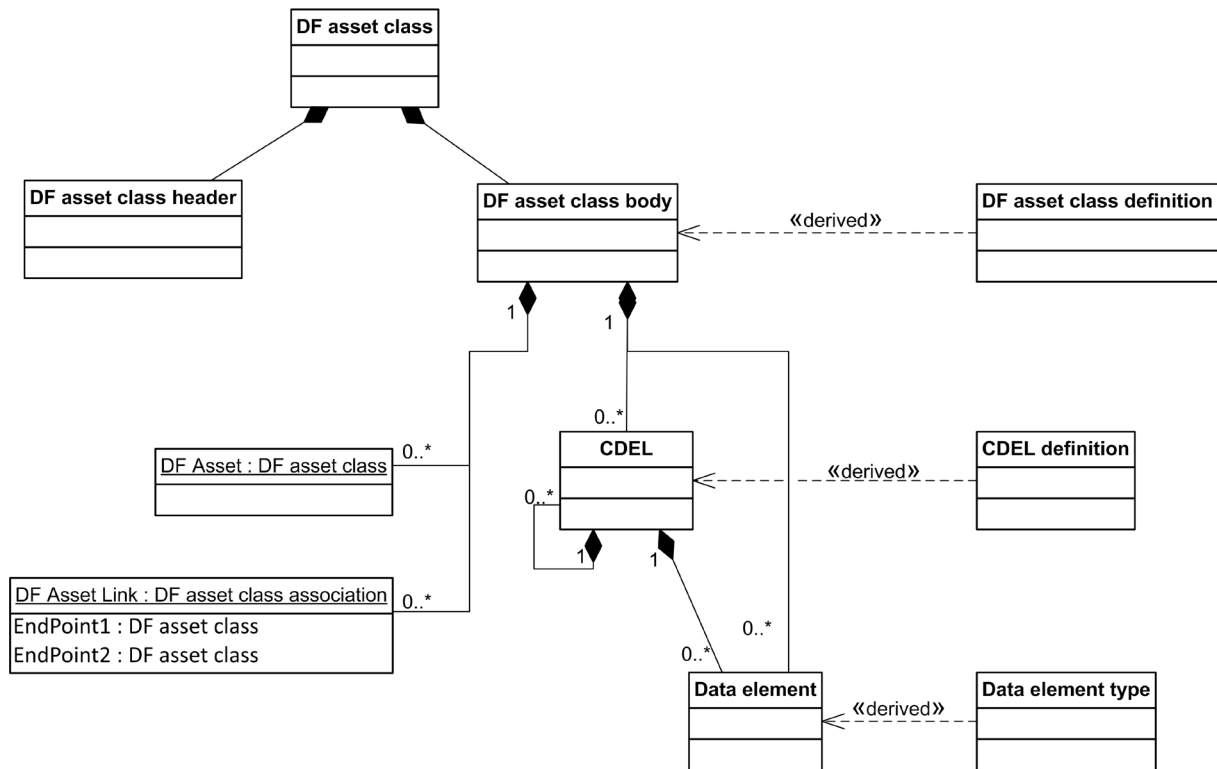 DF asset class
DF asset class header
DF asset class body
«derived»
DF asset class definition
1
1
0..*
CDEL
«derived»
CDEL definition
0..*
DF Asset : DF asset class
0..*
1
1
DF Asset Link : DF asset class association
0..*
EndPoint1 : DF asset class
EndPoint2 : DF asset class
0..*
0..*
Data element
«derived»
Data element type